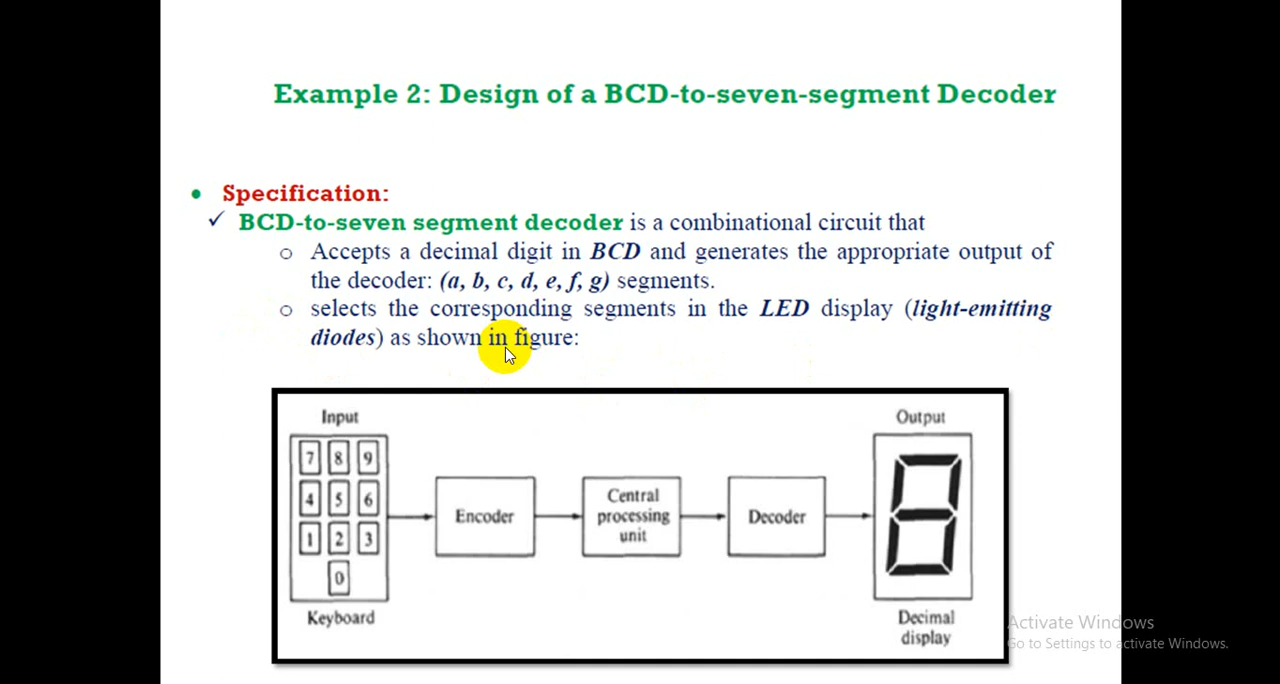 Example 2: Design of a BCD-to-seven-segment Decoder
• Specification:
✓ BCD-to-seven segment decoder is a combinational circuit that
o Accepts a decimal digit in BCD and generates the appropriate output of
the decoder: (a, b, c, d, e, f, g) segments.
o selects the corresponding segments in the LED display (light-emitting
diodes) as shown in figure:
Input
Output
7 8 9
4 5 6
1 2 3
0
Encoder
Central
processing
unit
Decoder
Keyboard
Decimal
display
Activate Windows
Go to Settings to activate Windows.